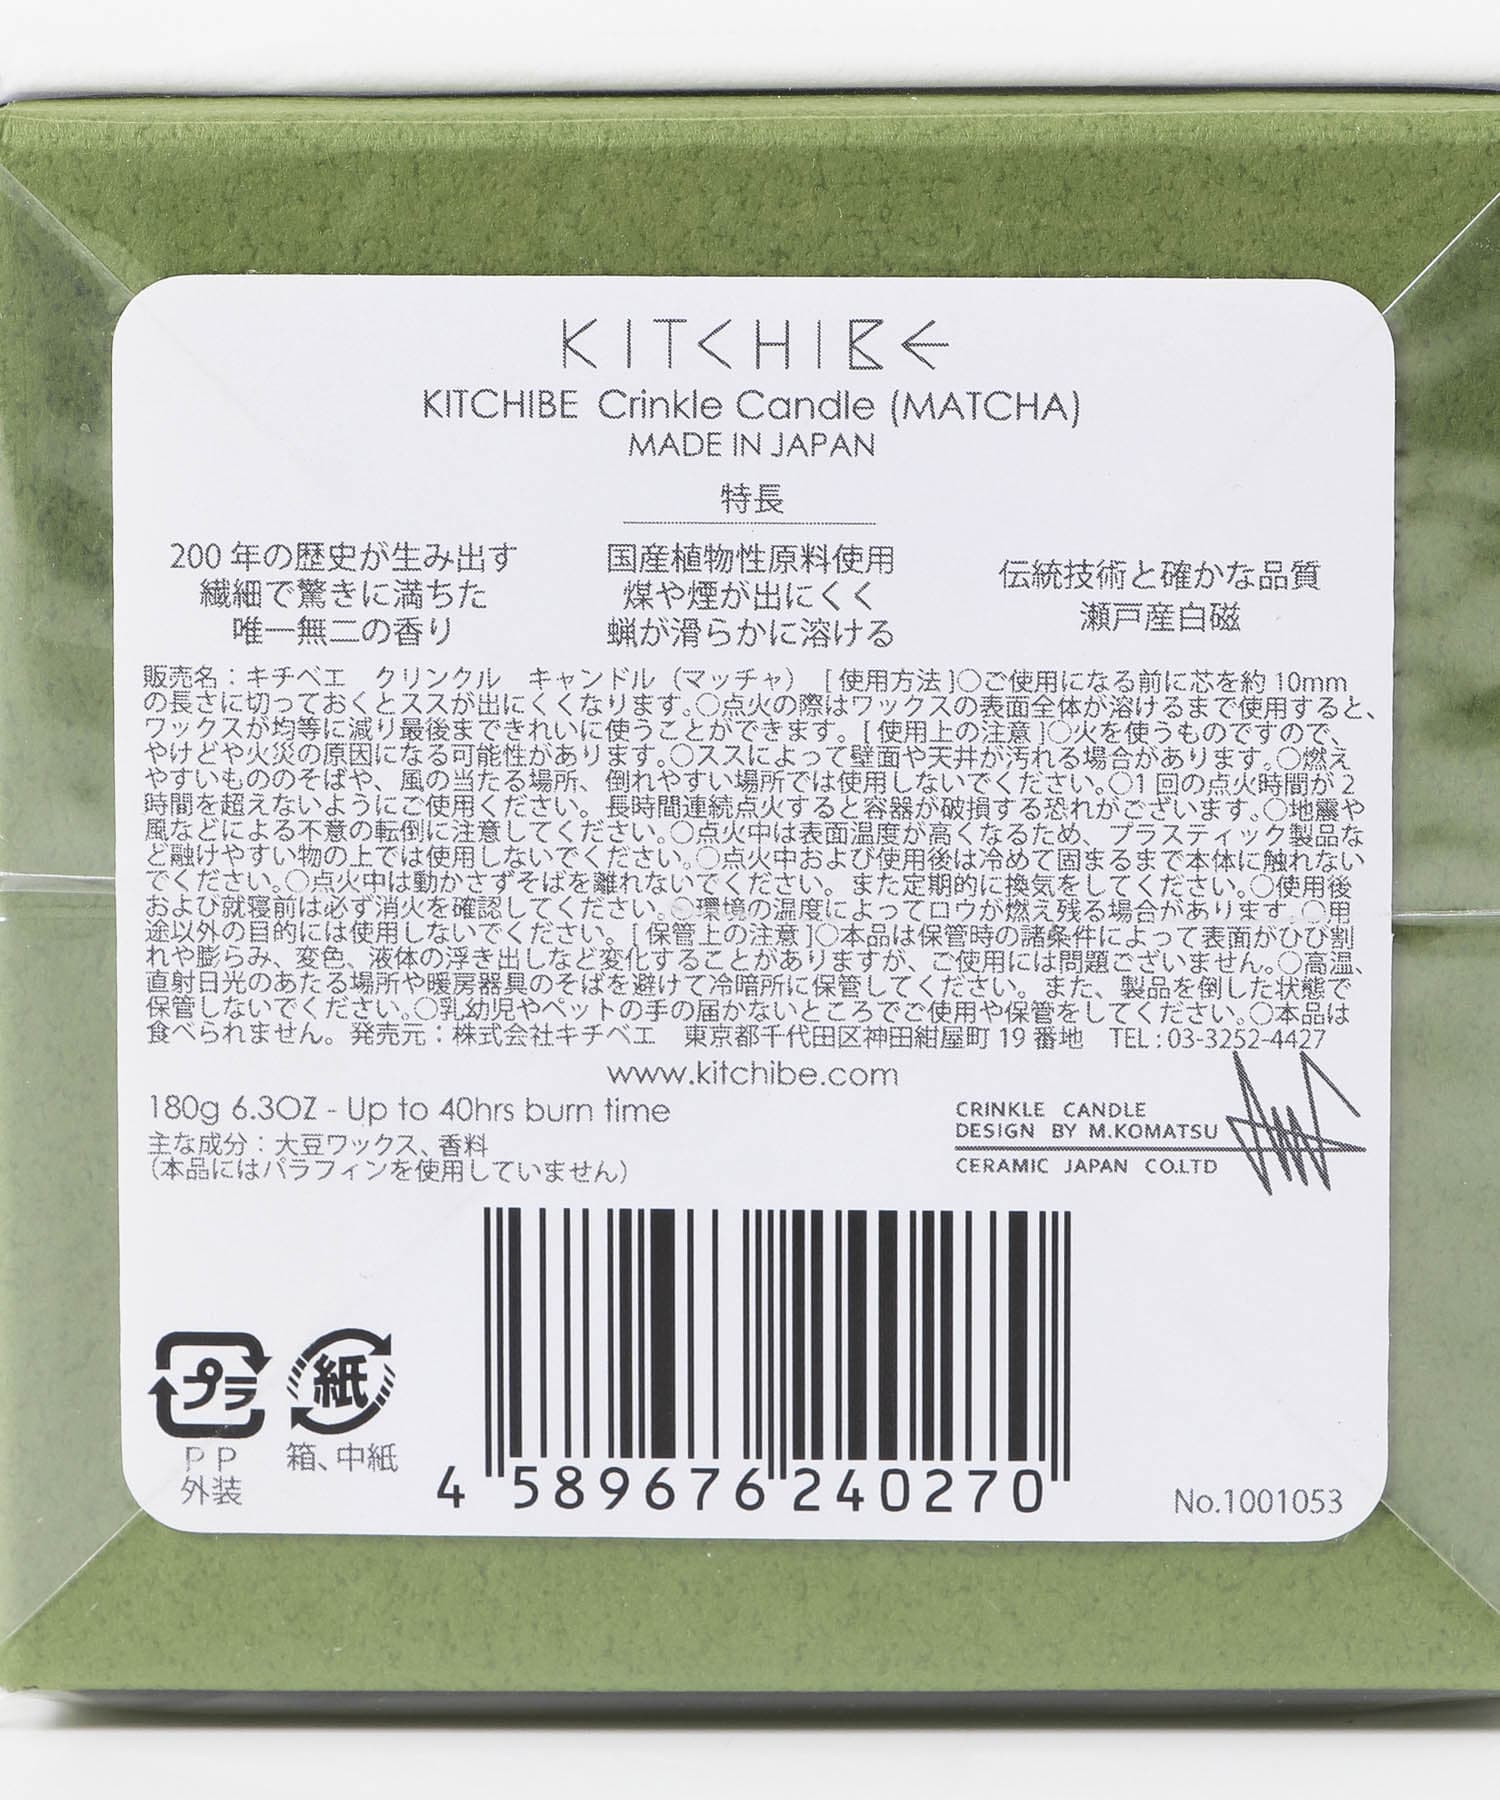 KITCHIBE
KITCHIBE Crinkle Candle (MATCHA)
MADE IN JAPAN
特長
200 年の歴史が生み出す
繊細で驚きに満ちた
唯一無二の香り
国産植物性原料使用
煤や煙が出にくく
蝋が滑らかに溶ける
伝統技術と確かな品質
瀬戸産白磁
販売名：キチベエ　クリンクル　キャンドル（マッチャ）［使用方法］○ご使用になる前に芯を約 10mm
の長さに切っておくとススが出にくくなります。○点火の際はワックスの表面全体が溶けるまで使用すると、
ワックスが均等に減り最後まできれいに使うことができます。［使用上の注意］○火を使うものですので、
やけどや火災の原因になる可能性があります。○ススによって壁面や天井が汚れる場合があります。○燃え
やすいもののそばや、風の当たる場所、倒れやすい場所では使用しないでください。○1 回の点火時間が 2
時間を超えないようにご使用ください。長時間連続点火すると容器が破損する恐れがございます。○地震や
風などによる不意の転倒に注意してください。○点火中は表面温度が高くなるため、プラスティック製品な
ど融けやすい物の上では使用しないでください。○点火中および使用後は冷めて固まるまで本体に触れない
でください。○点火中は動かさずそばを離れないでください。また定期的に換気をしてください。○使用後
および就寝前は必ず消火を確認してください。○環境の温度によってロウが燃え残る場合があります。○用
途以外の目的には使用しないでください。［保管上の注意］○本品は保管時の諸条件によって表面がひび割
れや膨らみ、変色、液体の浮き出しなど変化することがありますが、ご使用には問題ございません。○高温、
直射日光のあたる場所や暖房器具のそばを避けて冷暗所に保管してください。また、製品を倒した状態で
保管しないでください。○乳幼児やペットの手の届かないところでご使用や保管をしてください。○本品は
食べられません。発売元：株式会社キチベエ　東京都千代田区神田紺屋町 19 番地　TEL : 03-3252-4427
www.kitchibe.com
180g 6.3OZ - Up to 40hrs burn time
主な成分：大豆ワックス、香料
（本品にはパラフィンを使用していません）
CRINKLE CANDLE
DESIGN BY M.KOMATSU
CERAMIC JAPAN CO.LTD
プラ
PP
外装
紙
箱、中紙
4 589676 240270
No.1001053